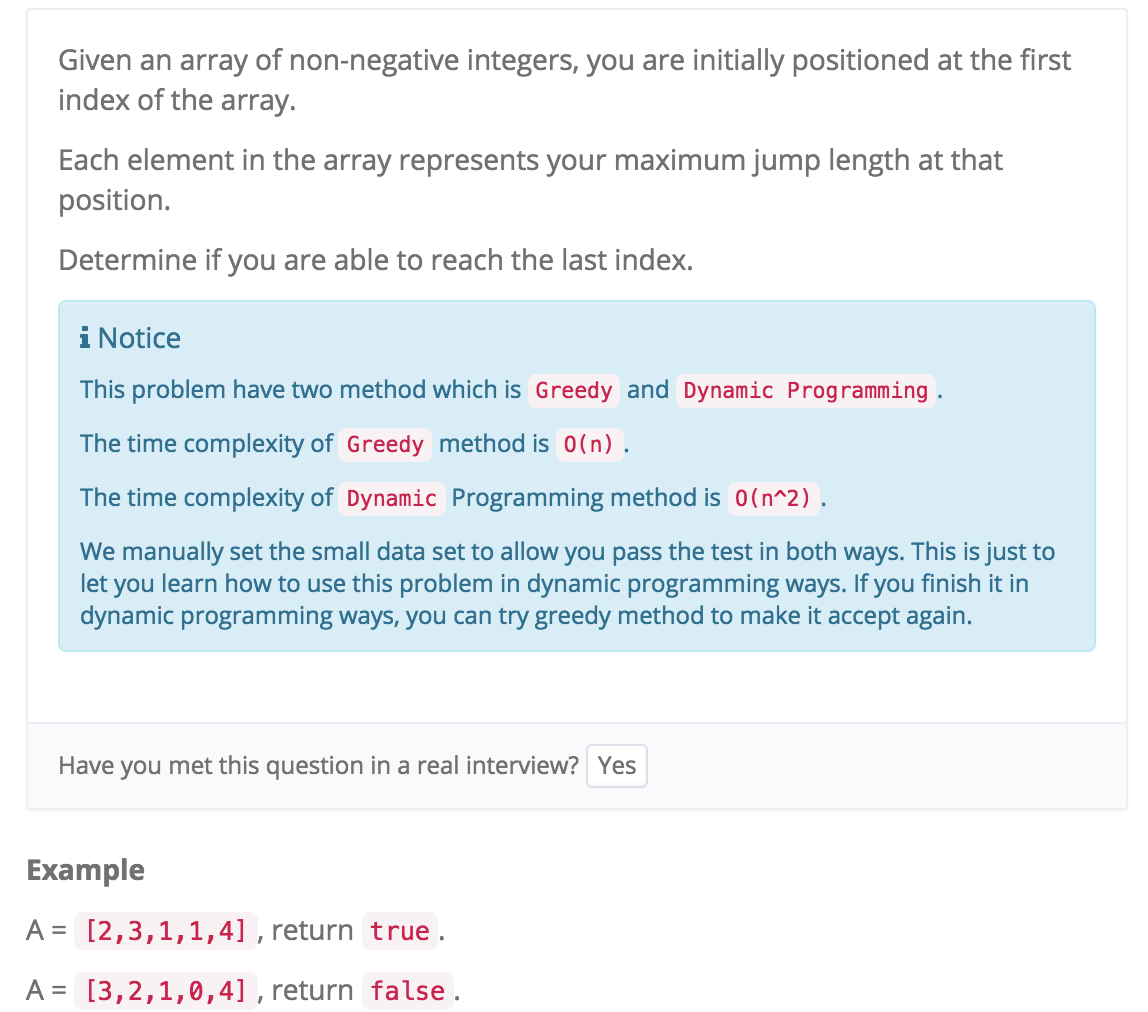 Given an array of non-negative integers, you are initially positioned at the first
index of the array.
Each element in the array represents your maximum jump length at that
position.
Determine if you are able to reach the last index.
i Notice
This problem have two method which is Greedy and Dynamic Programming.
The time complexity of Greedy method is O(n).
The time complexity of Dynamic Programming method is O(n^2).
We manually set the small data set to allow you pass the test in both ways. This is just to
let you learn how to use this problem in dynamic programming ways. If you finish it in
dynamic programming ways, you can try greedy method to make it accept again.
Have you met this question in a real interview? Yes
Example
A = [2,3,1,1,4], return true.
A = [3,2,1,0,4], return false.